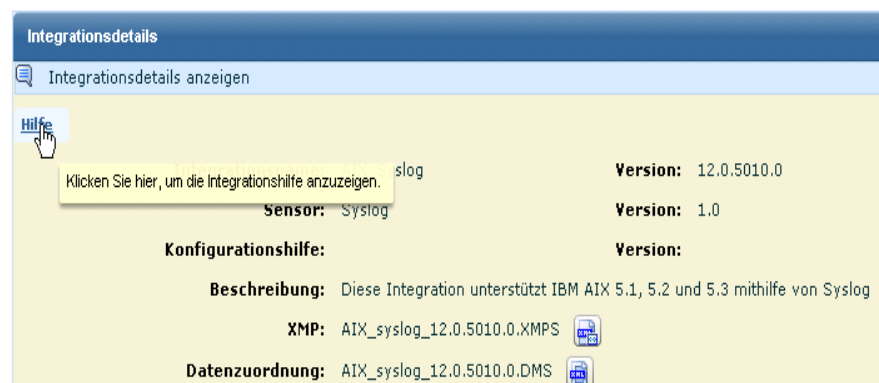 Integrationsdetails
Integrationsdetails anzeigen
Hilfe
Klicken Sie hier, um die Integrationshilfe anzuzeigen.
slog Version: 12.0.5010.0
Sensor: Syslog Version: 1.0
Konfigurationshilfe: Version:
Beschreibung: Diese Integration unterstützt IBM AIX 5.1, 5.2 und 5.3 mithilfe von Syslog
XMP: AIX_syslog_12.0.5010.0.XMPS
Datenzuordnung: AIX_syslog_12.0.5010.0.DMS